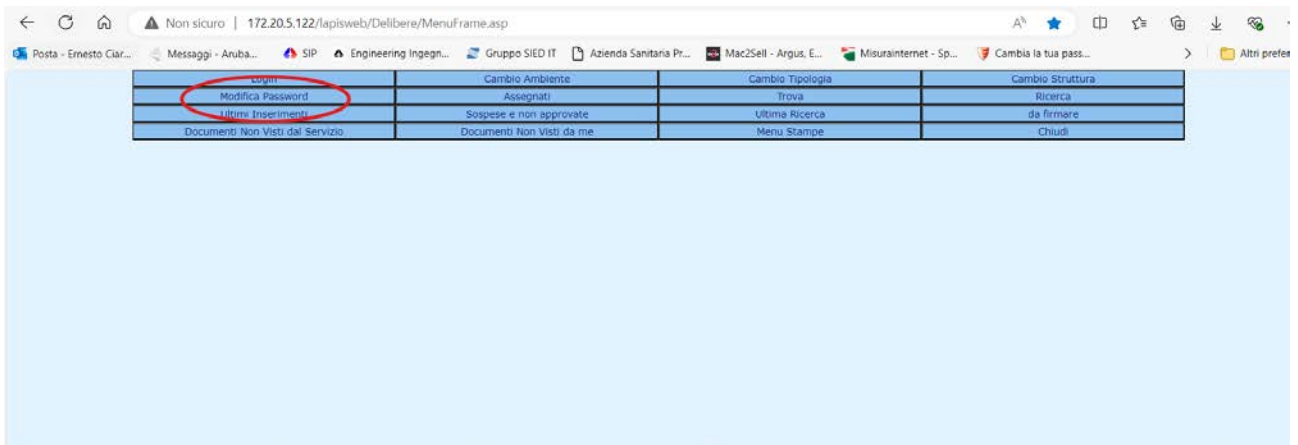 Non sicuro | 172.20.5.122/lapisweb/Delibere/MenuFrame.asp
Posta - Ernesto Ciar... Messaggi - Aruba... SIP Engineering Ingegn... Gruppo SIED IT Azienda Sanitaria Pr... Mac2Sell - Argus, E... Misurainternet - Sp... Cambia la tua pass... Altri prefer
Login Cambio Ambiente Cambio Tipologia Cambio Struttura
Modifica Password Assegnati Trova Ricerca
Ultimi Inserimenti Sospese e non approvate Ultima Ricerca da firmare
Documenti Non Visti dal Servizio Documenti Non Visti da me Menu Stampe Chiudi